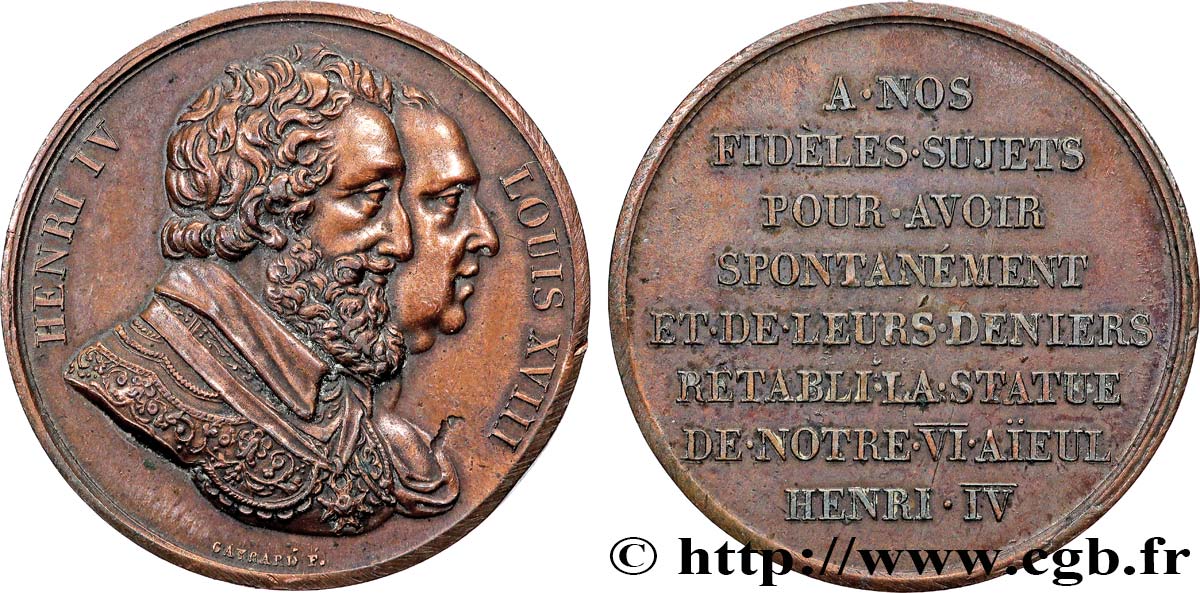 HENRI IV
LOUIS XVIII
GAYRARD F.
A·NOS
FIDÈLES·SUJETS
POUR·AVOIR
SPONTANÉMENT
ET·DE·LEURS·DENIERS
RÉTABLI·LA·STATUE
DE·NOTRE·VI·AÏEUL
HENRI·IV
© http://www.cgb.fr